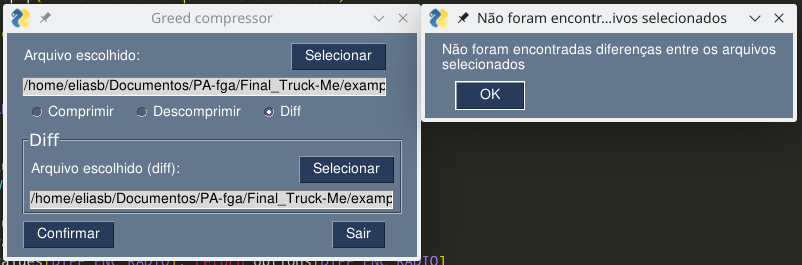 Greed compressor
Arquivo escolhido:
Selecionar
/home/eliasb/Documentos/PA-fga/Final_Truck-Me/examp
Comprimir
Descomprimir
Diff
Diff
Arquivo escolhido (diff):
Selecionar
/home/eliasb/Documentos/PA-fga/Final_Truck-Me/examp
Confirmar
Sair
Não foram encontr...ivos selecionados
Não foram encontradas diferenças entre os arquivos
selecionados
OK